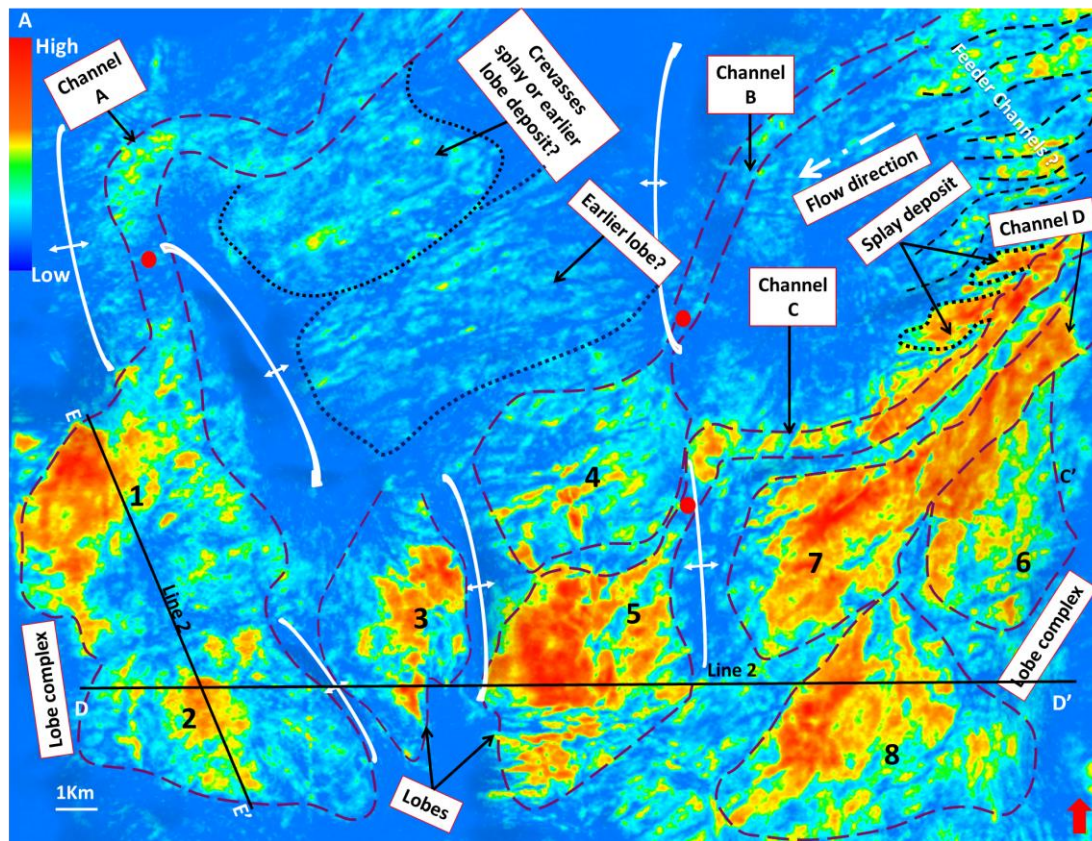 A
High
Low
Channel
A
Crevasses
splay or earlier
lobe deposit?
Channel
B
Feeder Channels ?
Flow direction
Splay deposit
Channel D
Earlier lobe?
Channel
C
E
1
Line 2
4
C'
7
6
3
5
Lobe complex
Line 2
Lobe complex
D
D'
2
8
E'
Lobes
1Km